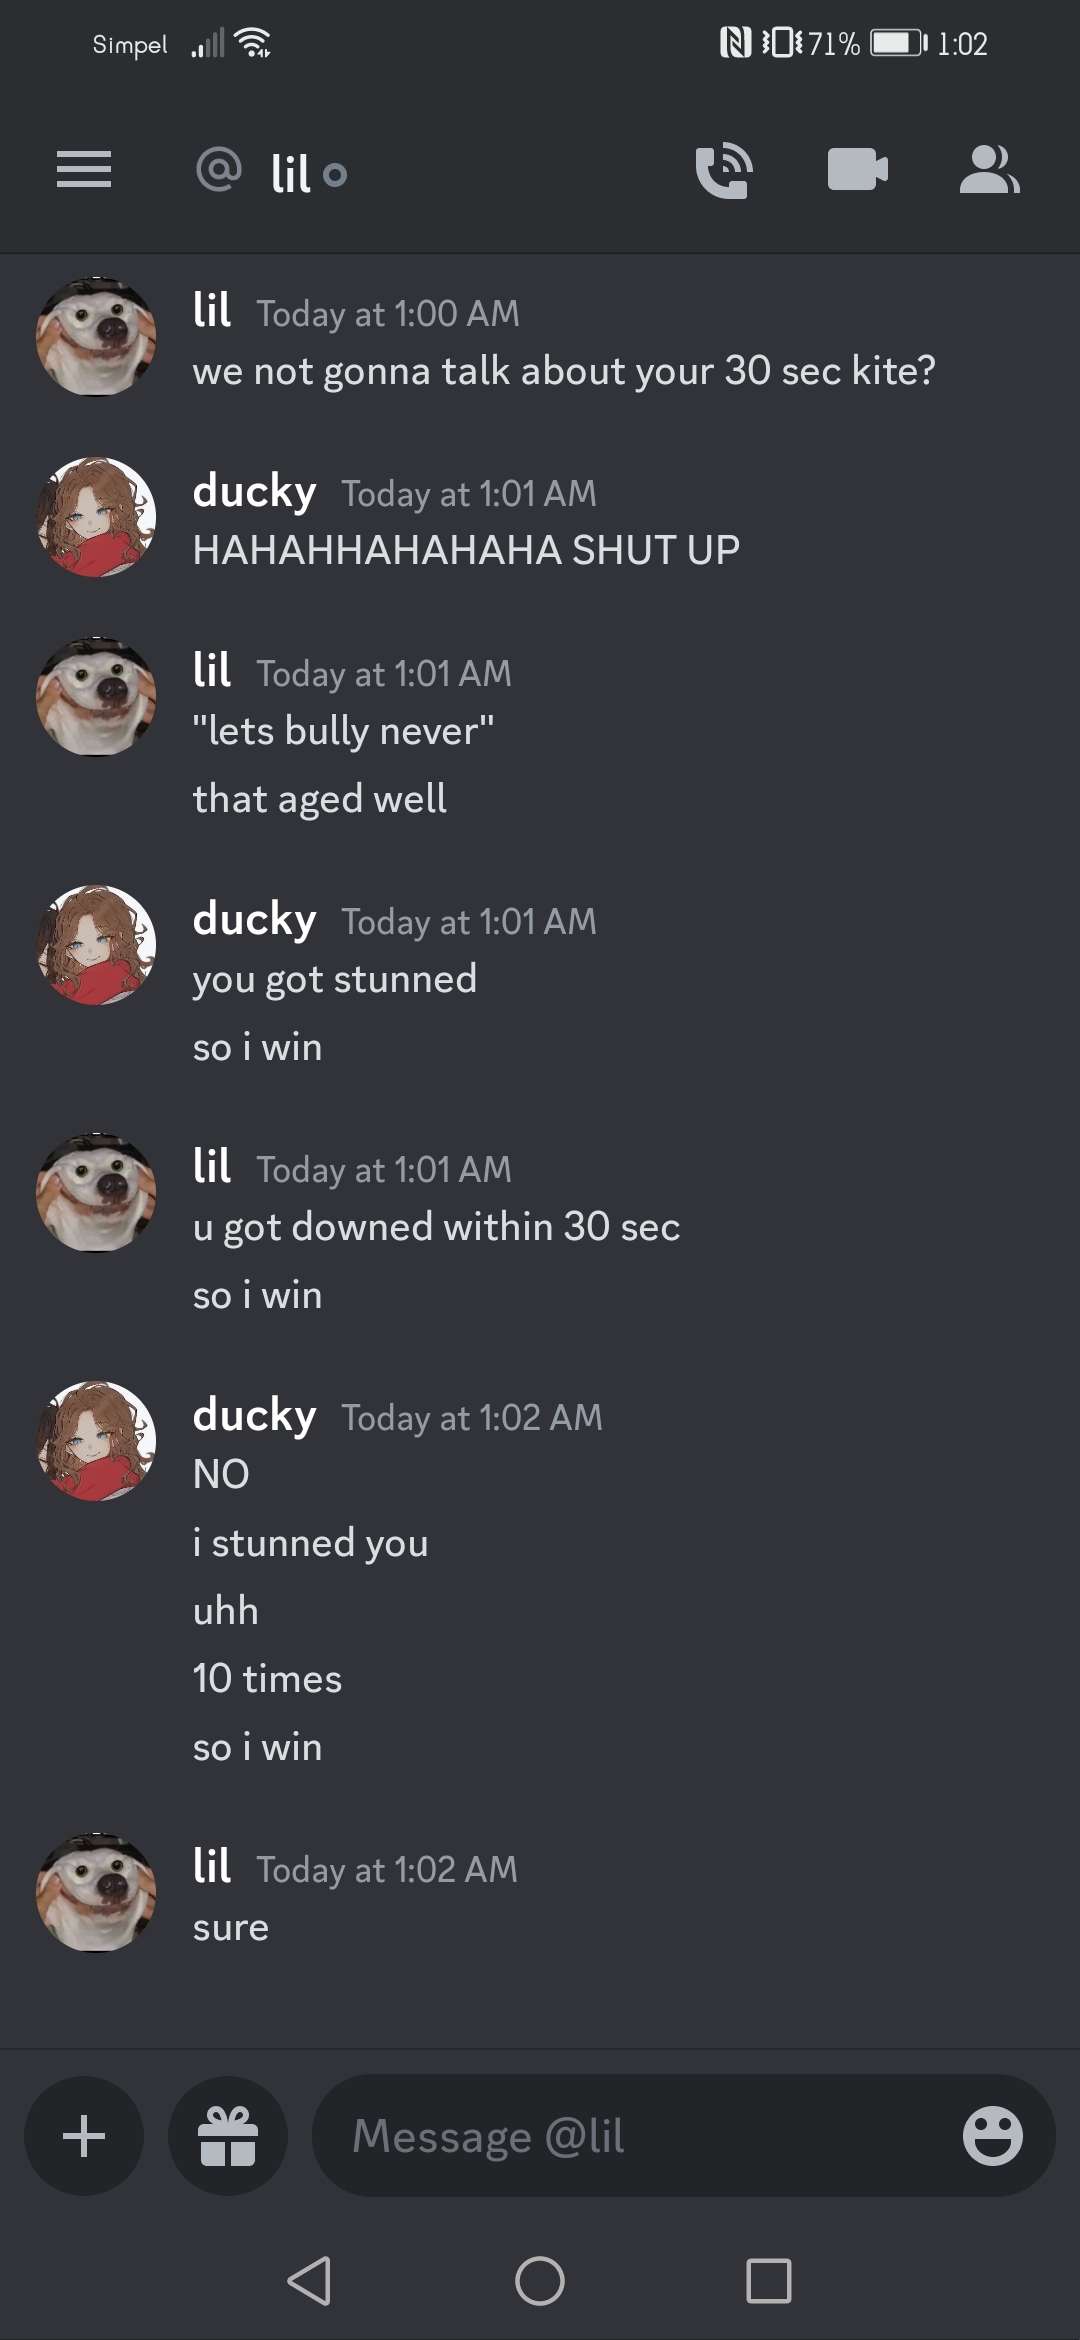 Simpel 71% 1:02
@ lil
lil Today at 1:00 AM
we not gonna talk about your 30 sec kite?
ducky Today at 1:01 AM
HAHAHHAHAHAHA SHUT UP
lil Today at 1:01 AM
"lets bully never"
that aged well
ducky Today at 1:01 AM
you got stunned
so i win
lil Today at 1:01 AM
u got downed within 30 sec
so i win
ducky Today at 1:02 AM
NO
i stunned you
uhh
10 times
so i win
lil Today at 1:02 AM
sure
Message @lil